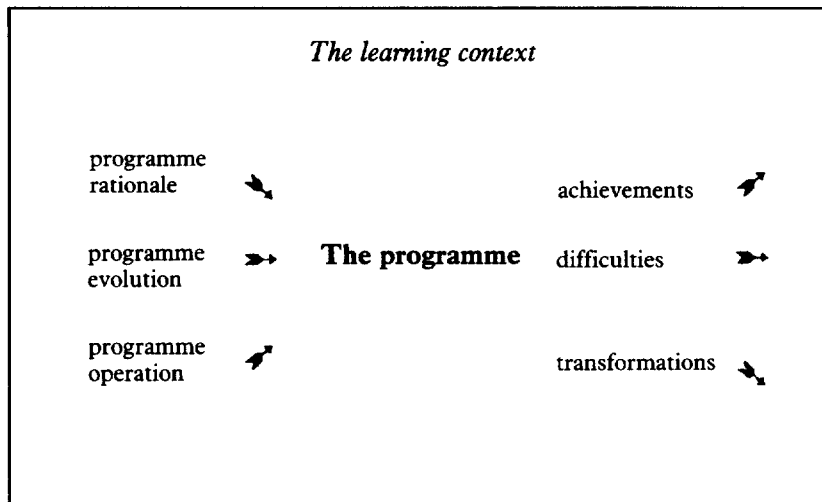 The learning context
programme
rationale
achievements
programme
evolution
The programme
difficulties
programme
operation
transformations